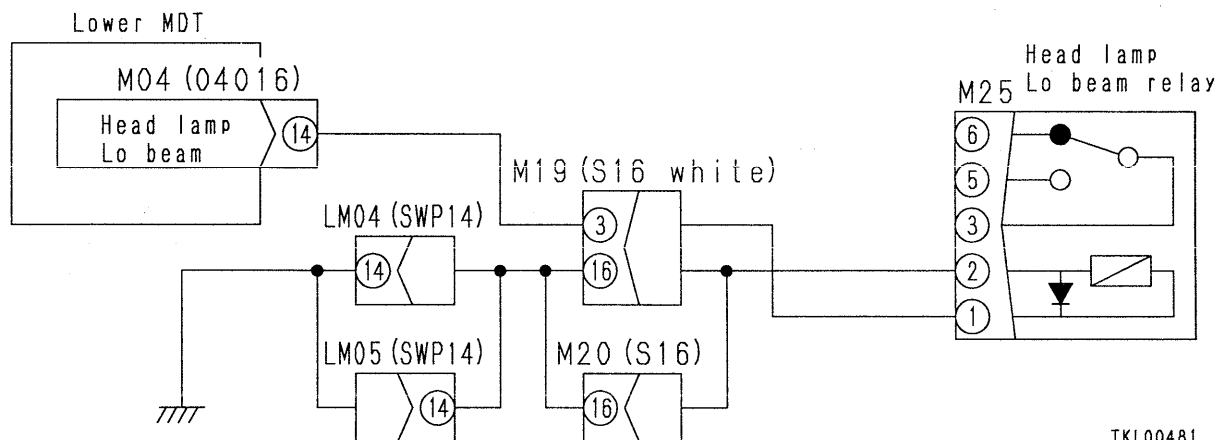 Lower MDT
M04 (04016)
Head lamp
Lo beam
14
LM04 (SWP14)
14
LM05 (SWP14)
14
M19 (S16 white)
3
16
M20 (S16)
16
Head lamp
Lo beam relay
M25
6
5
3
2
1
TKL00481